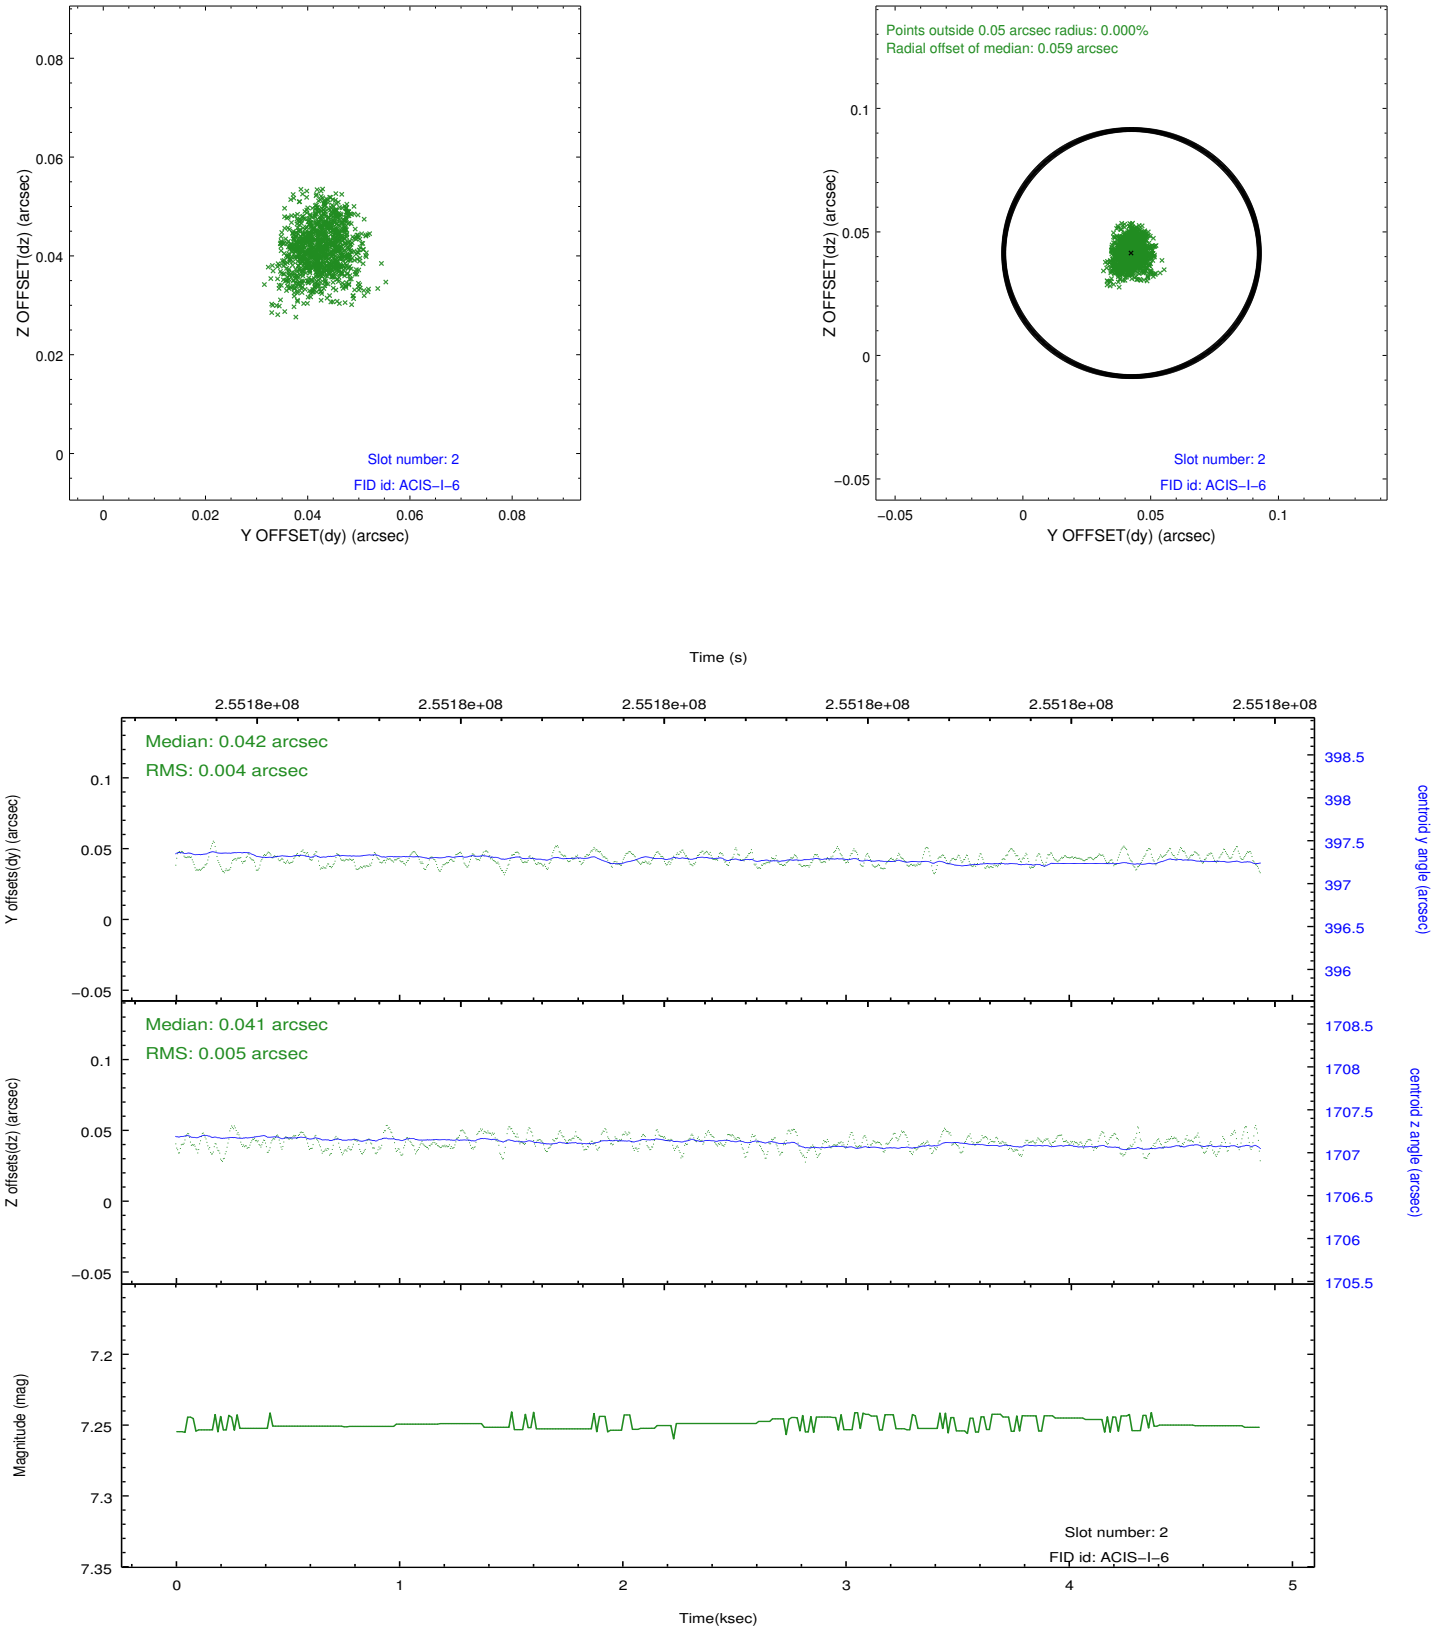 0.08
0.06
0.04
0.02
0
Z OFFSET(dz) (arcsec)
Slot number: 2
FID id: ACIS−I−6
0 0.02 0.04 0.06 0.08
Y OFFSET(dy) (arcsec)
Points outside 0.05 arcsec radius: 0.000%
Radial offset of median: 0.059 arcsec
0.1
0.05
0
−0.05
Z OFFSET(dz) (arcsec)
Slot number: 2
FID id: ACIS−I−6
−0.05 0 0.05 0.1
Y OFFSET(dy) (arcsec)
Time (s)
2.5518e+08 2.5518e+08 2.5518e+08 2.5518e+08 2.5518e+08 2.5518e+08
Median: 0.042 arcsec
RMS: 0.004 arcsec
0.1
0.05
0
−0.05
Y offsets(dy) (arcsec)
398.5
398
397.5
397
396.5
396
centroid y angle (arcsec)
Median: 0.041 arcsec
RMS: 0.005 arcsec
0.1
0.05
0
−0.05
Z offsets(dz) (arcsec)
1708.5
1708
1707.5
1707
1706.5
1706
1705.5
centroid z angle (arcsec)
7.2
7.25
7.3
7.35
Magnitude (mag)
Slot number: 2
FID id: ACIS−I−6
0 1 2 3 4 5
Time(ksec)